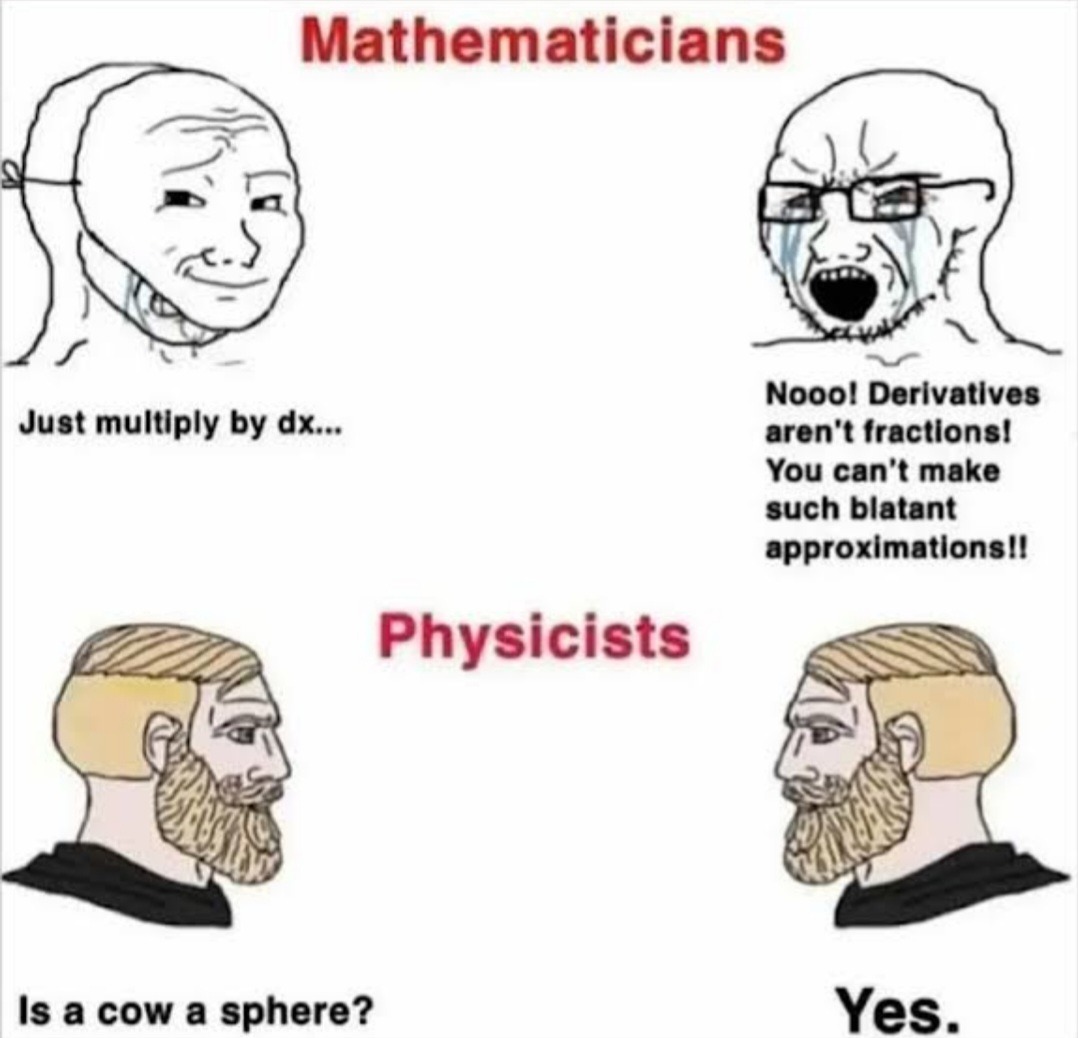 Mathematicians
Just multiply by dx...
Nooo! Derivatives
aren't fractions!
You can't make
such blatant
approximations!!
Physicists
Is a cow a sphere?
Yes.